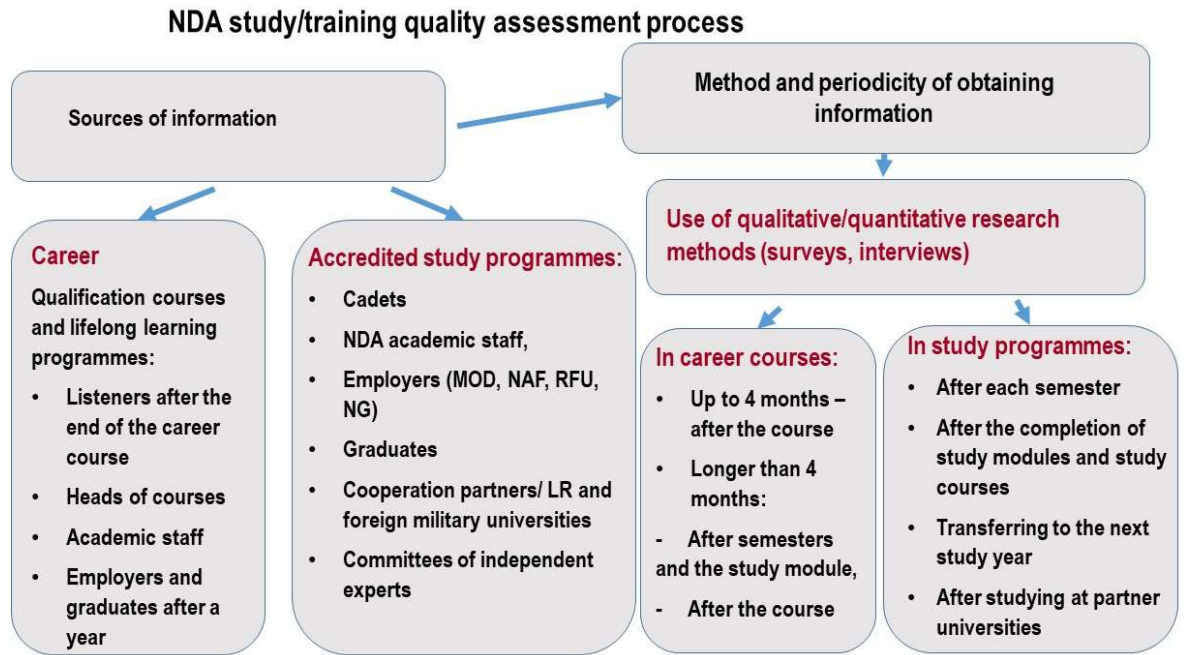 NDA study/training quality assessment process
Sources of information
Method and periodicity of obtaining
information
Career
Qualification courses
and lifelong learning
programmes:
• Listeners after the
end of the career
course
• Heads of courses
• Academic staff
• Employers and
graduates after a
year
Accredited study programmes:
• Cadets
• NDA academic staff,
• Employers (MOD, NAF, RFU,
NG)
• Graduates
• Cooperation partners/ LR and
foreign military universities
• Committees of independent
experts
Use of qualitative/quantitative research
methods (surveys, interviews)
In career courses:
• Up to 4 months –
after the course
• Longer than 4
months:
- After semesters
and the study module,
- After the course
In study programmes:
• After each semester
• After the completion of
study modules and study
courses
• Transferring to the next
study year
• After studying at partner
universities